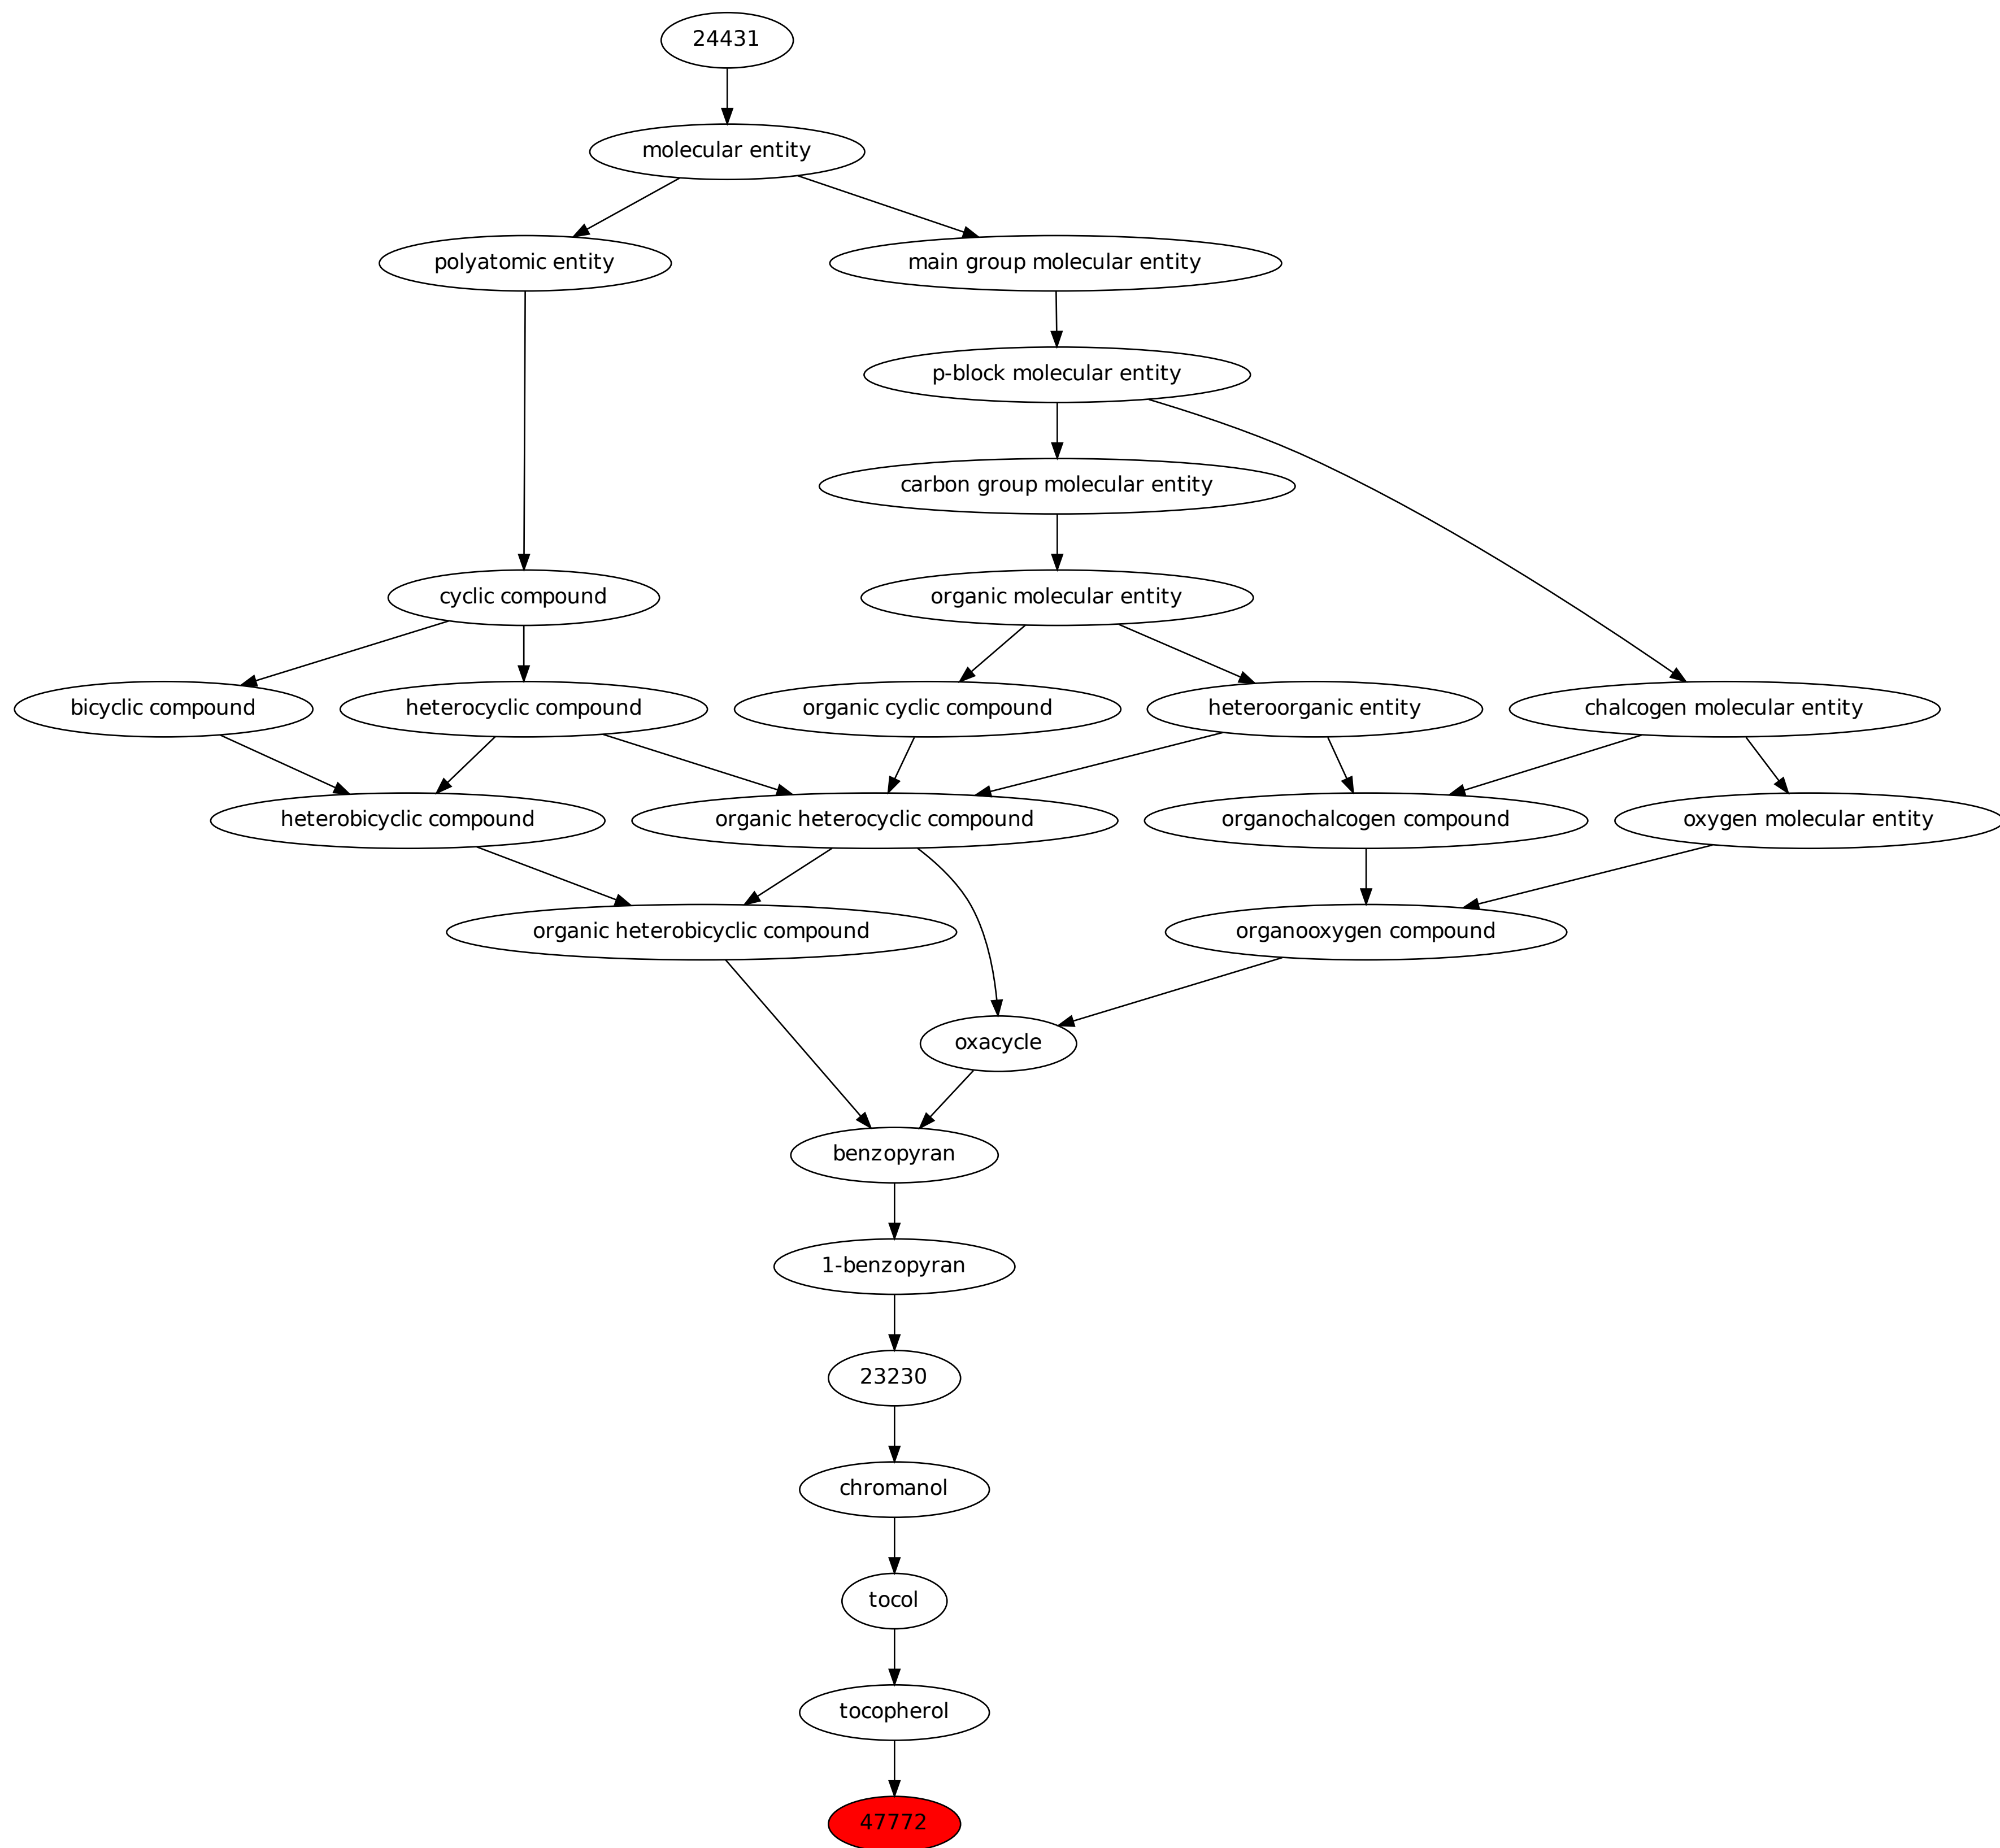 24431
molecular entity
polyatomic entity
main group molecular entity
p-block molecular entity
carbon group molecular entity
cyclic compound
organic molecular entity
bicyclic compound
heterocyclic compound
organic cyclic compound
heteroorganic entity
chalcogen molecular entity
heterobicyclic compound
organic heterocyclic compound
organochalcogen compound
oxygen molecular entity
organic heterobicyclic compound
organooxygen compound
oxacycle
benzopyran
1-benzopyran
23230
chromanol
tocol
tocopherol
47772